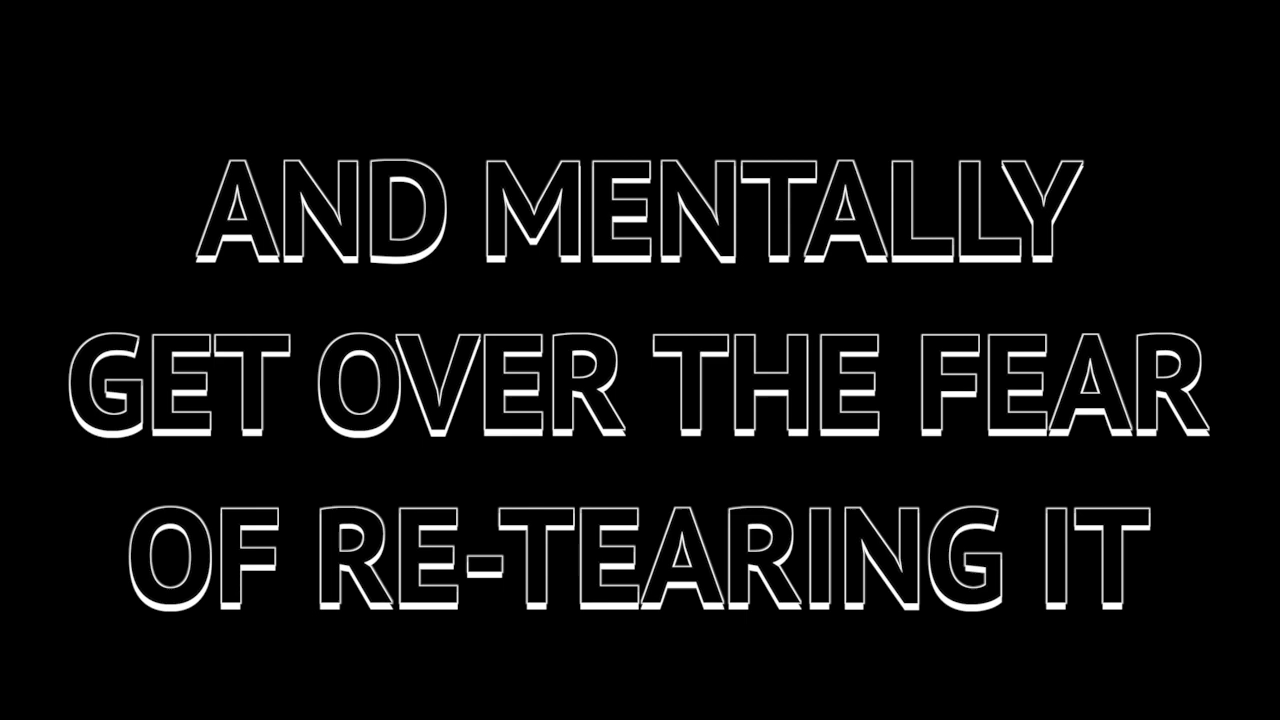 AND MENTALLY
GET OVER THE FEAR
OF RE-TEARING IT